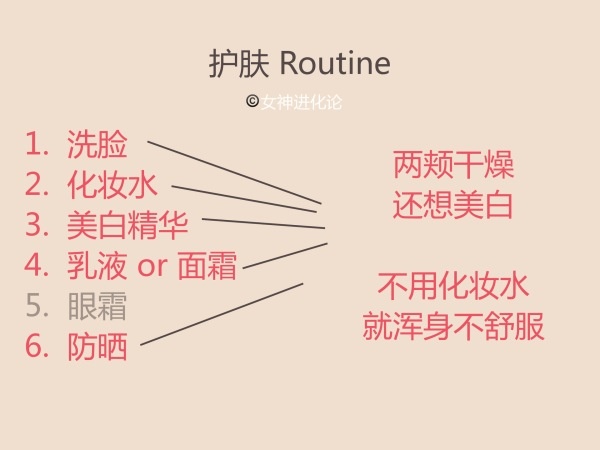 护肤 Routine
©女神进化论
1. 洗脸
2. 化妆水
3. 美白精华
4. 乳液 or 面霜
5. 眼霜
6. 防晒
两颊干燥
还想美白
不用化妆水
就浑身不舒服